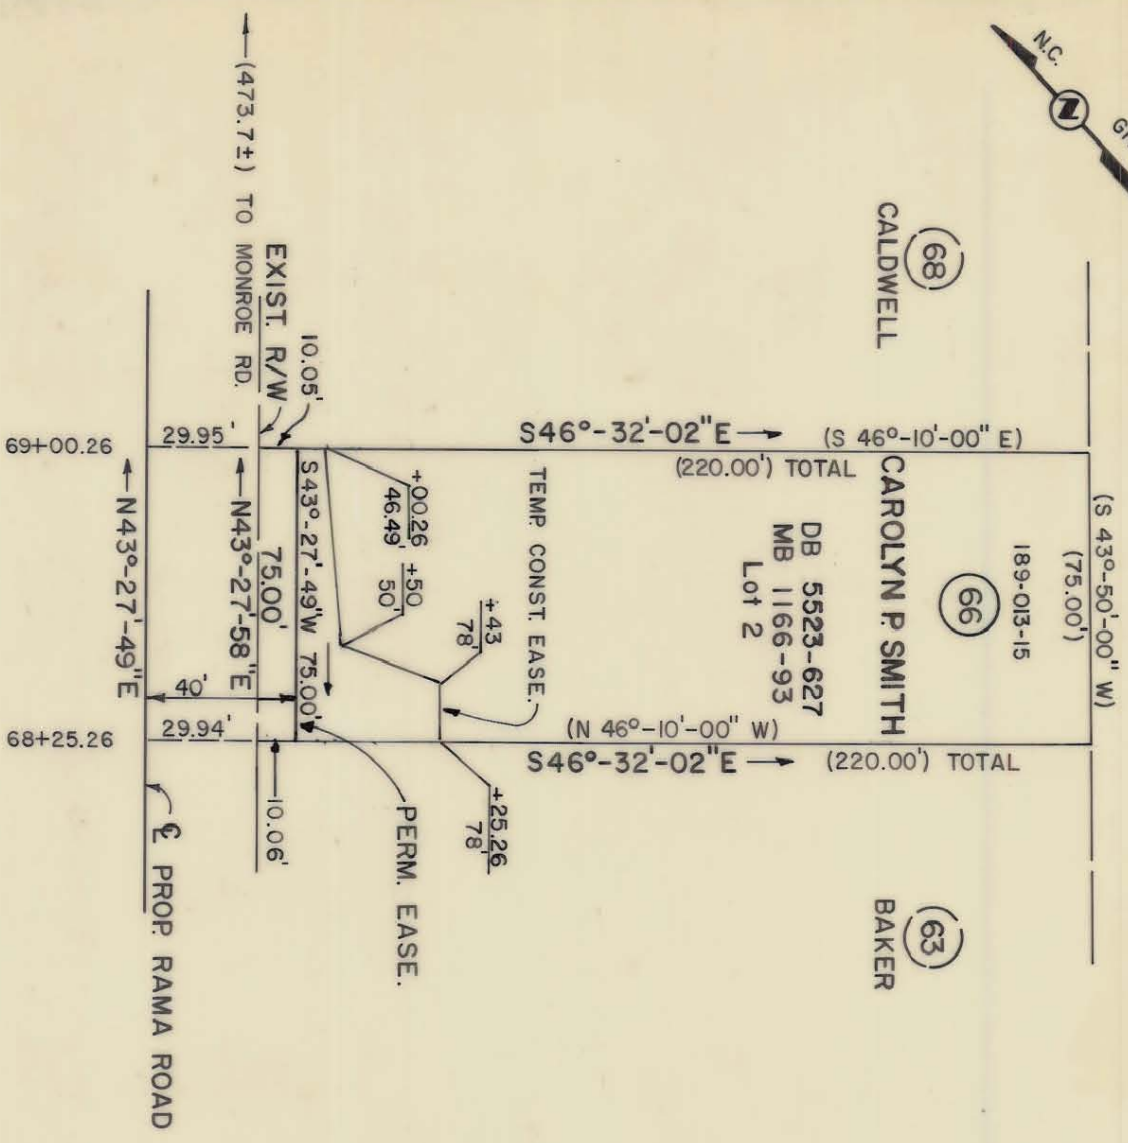 N.C.
(68)
CALDWELL
(473.7±) TO MONROE RD.
EXIST. R/W
10.05'
69+00.26
29.95'
S46°-32'-02"E
(S 46°-10'-00" E)
(220.00') TOTAL
(S 43°-50'-00" W)
(75.00')
189-013-15
66
CAROLYN P. SMITH
DB 5523-627
MB 1166-93
Lot 2
TEMP. CONST. EASE.
+00.26
46.49'
+50
50'
+43
78'
S43°-27'-49"W 75.00'
75.00'
N43°-27'-58"E
N43°-27'-49"E
40'
68+25.26
29.94'
(N 46°-10'-00" W)
S46°-32'-02"E
(220.00') TOTAL
+25.26
78'
10.06'
PERM. EASE.
℄ PROP. RAMA ROAD
(63)
BAKER